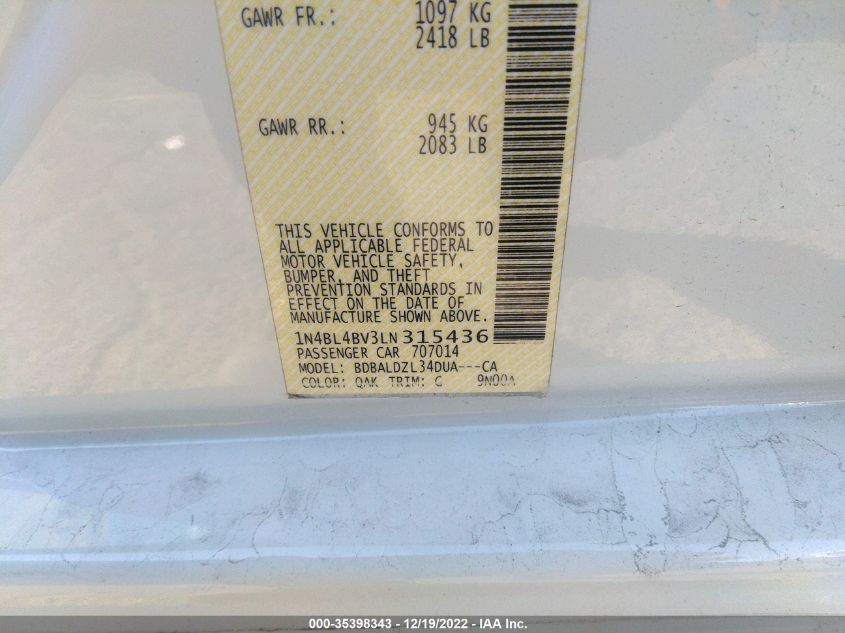 GAWR FR.: 1097 KG
2418 LB
GAWR RR.: 945 KG
2083 LB
THIS VEHICLE CONFORMS TO
ALL APPLICABLE FEDERAL
MOTOR VEHICLE SAFETY,
BUMPER, AND THEFT
PREVENTION STANDARDS IN
EFFECT ON THE DATE OF
MANUFACTURE SHOWN ABOVE.
1N4BL4BV3LN315436
PASSENGER CAR 707014
MODEL: BDBALDZL34DUA---CA
COLOR: QAK TRIM: C 9N00A
000-35398343 - 12/19/2022 - IAA Inc.